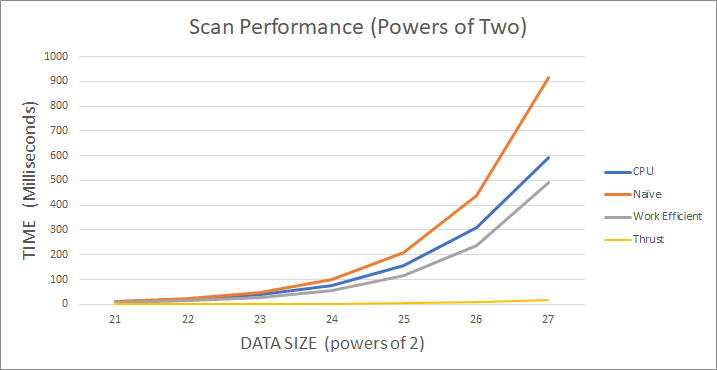 Scan Performance (Powers of Two)
1000
900
800
700
600
500
400
300
200
100
0
TIME (Milliseconds)
21 22 23 24 25 26 27
DATA SIZE (powers of 2)
CPU
Naïve
Work Efficient
Thrust